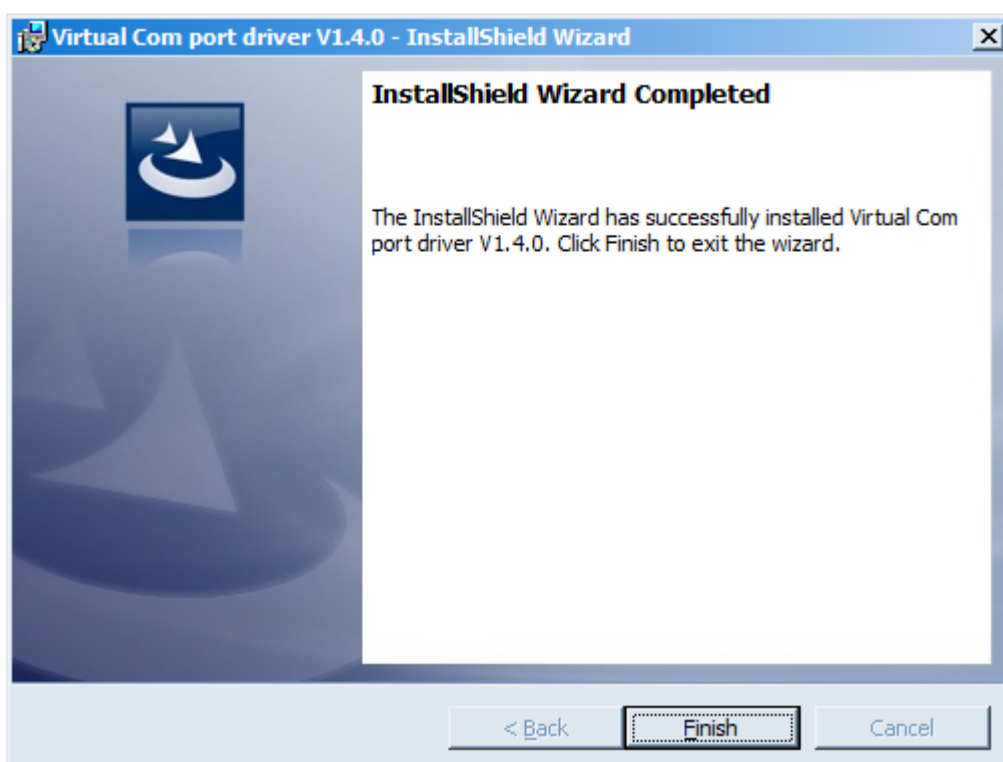 Virtual Com port driver V1.4.0 - InstallShield Wizard
InstallShield Wizard Completed
The InstallShield Wizard has successfully installed Virtual Com
port driver V1.4.0. Click Finish to exit the wizard.
< Back
Finish
Cancel